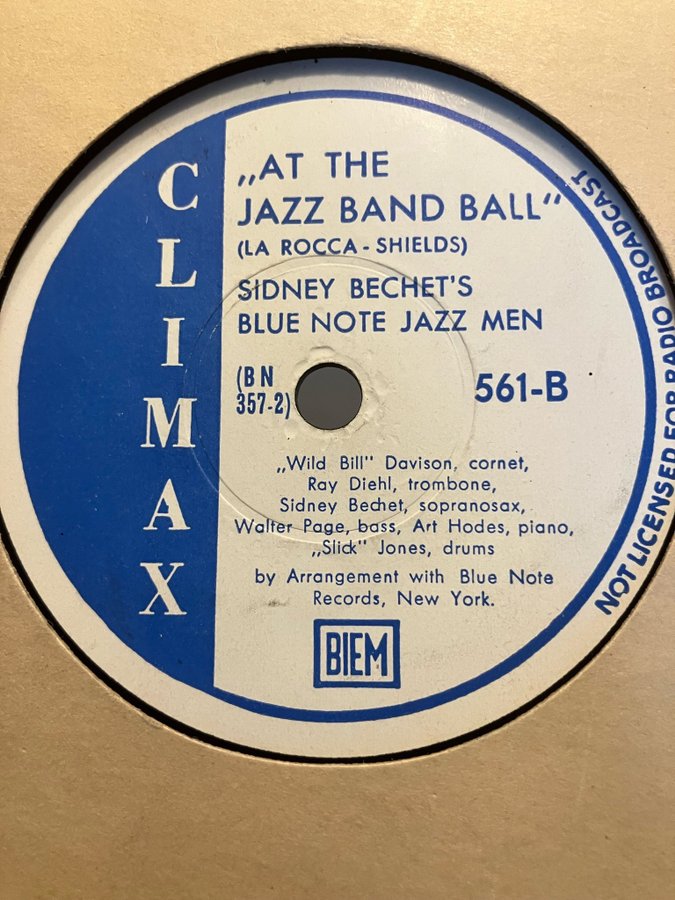 CLIMAX
„AT THE
JAZZ BAND BALL“
(LA ROCCA - SHIELDS)
SIDNEY BECHET'S
BLUE NOTE JAZZ MEN
(BN
357-2)
561-B
„Wild Bill" Davison, cornet,
Ray Diehl, trombone,
Sidney Bechet, sopranosax,
Walter Page, bass, Art Hodes, piano,
„Slick" Jones, drums
by Arrangement with Blue Note
Records, New York.
BIEM
NOT LICENSED FOR RADIO BROADCAST